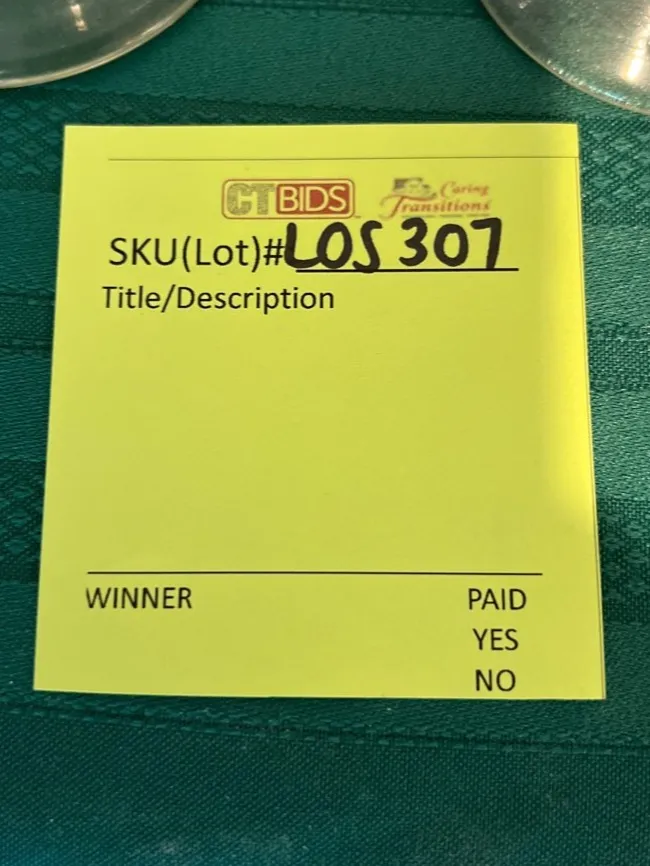 CTBIDS
Caring
Transitions
SKU(Lot)#LOS 307
Title/Description
WINNER PAID
YES
NO